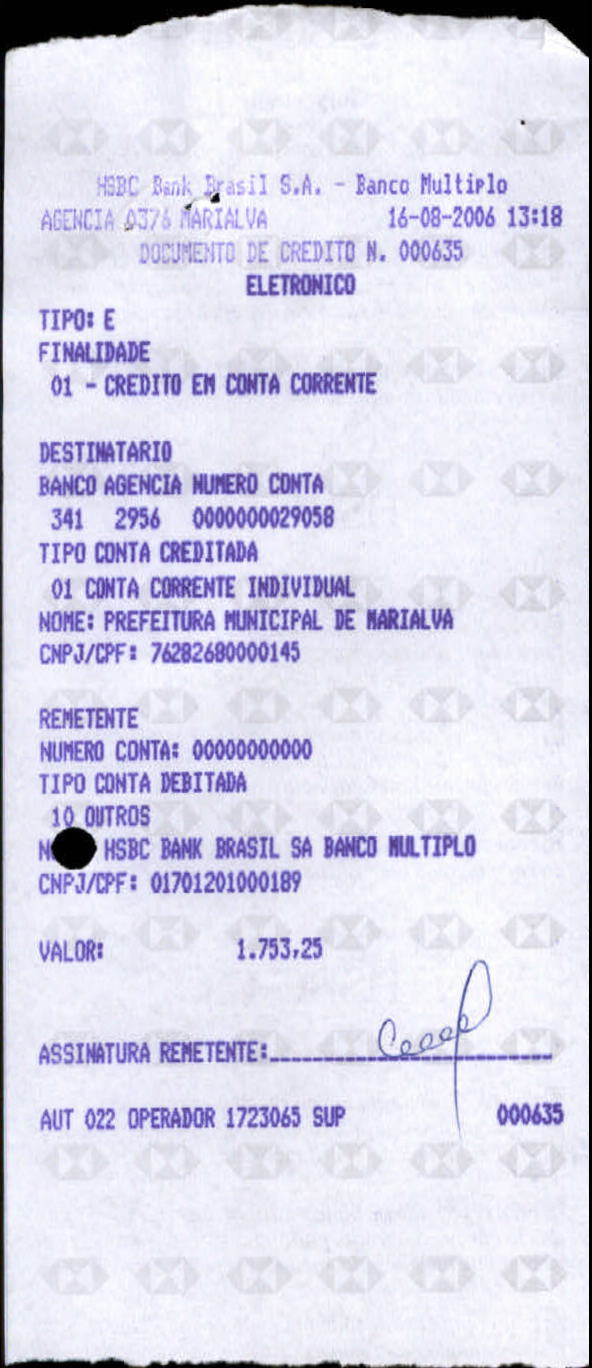 HSBC Bank Brasil S.A. - Banco Multiplo
AGENCIA 0376 MARIALVA 16-08-2006 13:18
DOCUMENTO DE CREDITO N. 000635
ELETRONICO
TIPO: E
FINALIDADE
01 - CREDITO EM CONTA CORRENTE
DESTINATARIO
BANCO AGENCIA NUMERO CONTA
341 2956 0000000029058
TIPO CONTA CREDITADA
01 CONTA CORRENTE INDIVIDUAL
NOME: PREFEITURA MUNICIPAL DE MARIALVA
CNPJ/CPF: 76282680000145
REMETENTE
NUMERO CONTA: 00000000000
TIPO CONTA DEBITADA
10 OUTROS
HSBC BANK BRASIL SA BANCO MULTIPLO
CNPJ/CPF: 01701201000189
VALOR: 1.753,25
ASSINATURA REMETENTE:
AUT 022 OPERADOR 1723065 SUP 000635